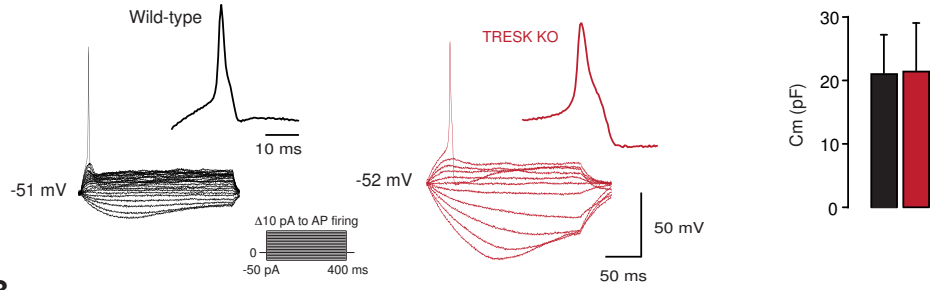 Wild-type
TRESK KO
10 ms
-51 mV
-52 mV
Δ10 pA to AP firing
0
-50 pA
400 ms
50 mV
50 ms
Cm (pF)
30
20
10
0